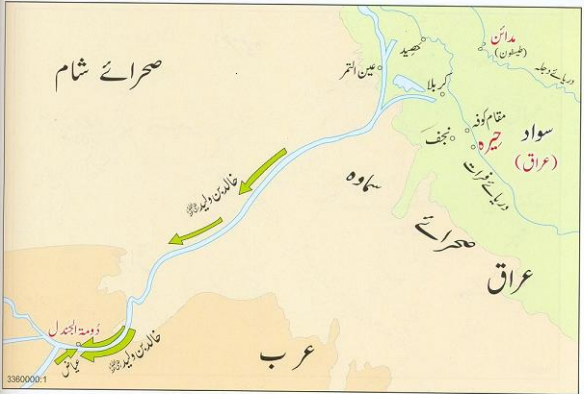 صحرائے شام
عین التمر
حصید
مدائن
(طیسفون)
دریائے دجلہ
کربلا
مقام کوفہ
حیرہ
نجف
سواد
(عراق)
دریائے فرات
سماوہ
صحرائے
عراق
عرب
خالد بن ولید ﷜
دُومۃ الجندل
عیاض
خالد بن ولید ﷜
3360000:1